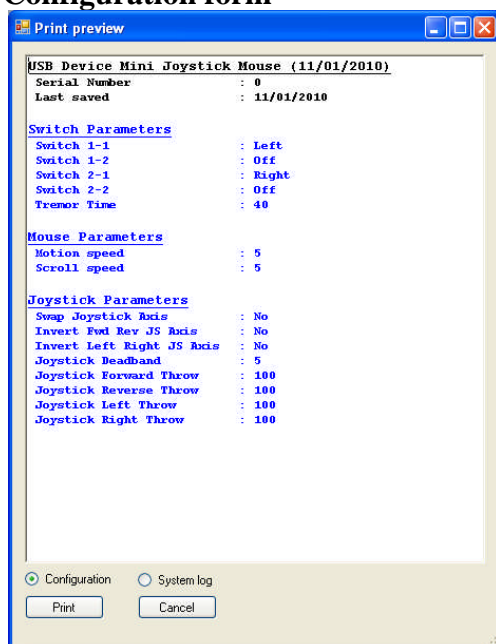 Configuration form
Print preview
USB Device Mini Joystick Mouse (11/01/2010)
Serial Number : 0
Last saved : 11/01/2010
Switch Parameters
Switch 1-1 : Left
Switch 1-2 : Off
Switch 2-1 : Right
Switch 2-2 : Off
Tremor Time : 40
Mouse Parameters
Motion speed : 5
Scroll speed : 5
Joystick Parameters
Swap Joystick Axis : No
Invert Fwd Rev JS Axis : No
Invert Left Right JS Axis : No
Joystick Deadband : 5
Joystick Forward Throw : 100
Joystick Reverse Throw : 100
Joystick Left Throw : 100
Joystick Right Throw : 100
Configuration System log
Print Cancel